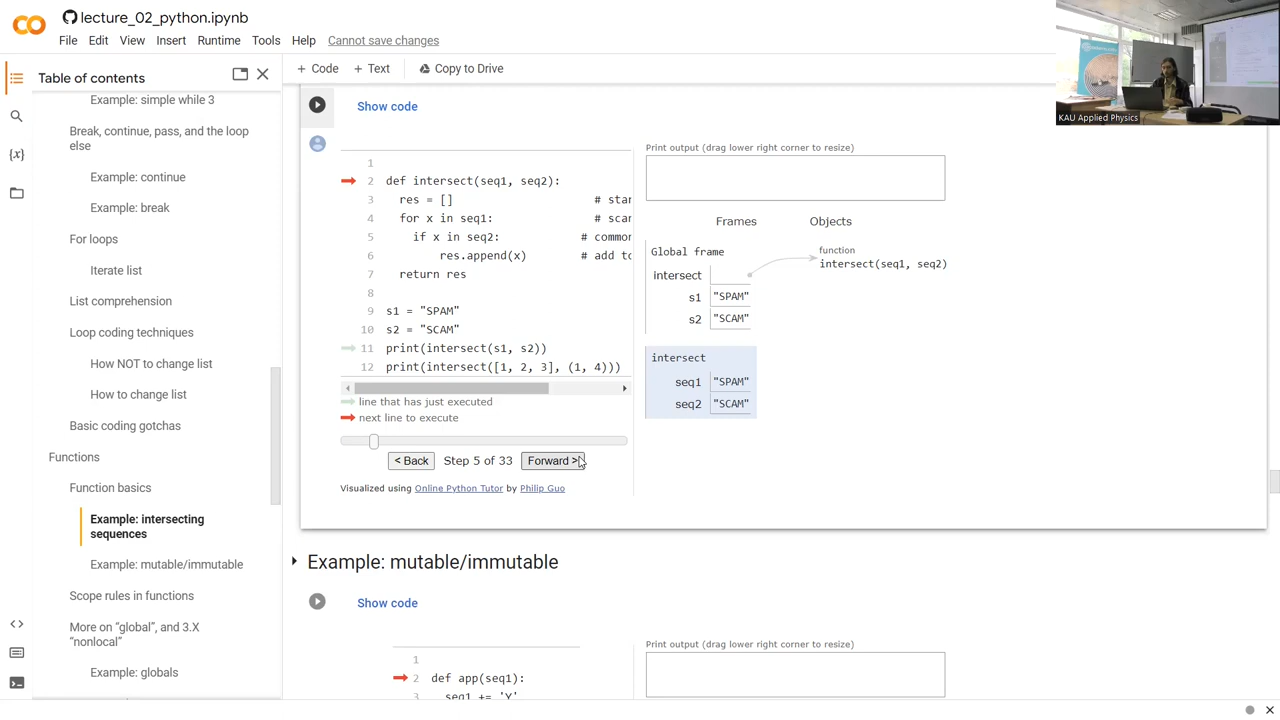 lecture_02_python.ipynb
File Edit View Insert Runtime Tools Help Cannot save changes
Table of contents
+ Code + Text Copy to Drive
Example: simple while 3
Break, continue, pass, and the loop
else
Example: continue
Example: break
For loops
Iterate list
List comprehension
Loop coding techniques
How NOT to change list
How to change list
Basic coding gotchas
Functions
Function basics
Example: intersecting
sequences
Example: mutable/immutable
Scope rules in functions
More on “global”, and 3.X
“nonlocal”
Example: globals
Show code
1
2 def intersect(seq1, seq2):
3 res = [] # star
4 for x in seq1: # scan
5 if x in seq2: # common
6 res.append(x) # add to
7 return res
8
9 s1 = "SPAM"
10 s2 = "SCAM"
11 print(intersect(s1, s2))
12 print(intersect([1, 2, 3], (1, 4)))
line that has just executed
next line to execute
< Back Step 5 of 33 Forward >
Visualized using Online Python Tutor by Philip Guo
Print output (drag lower right corner to resize)
Frames Objects
Global frame
intersect
s1 "SPAM"
s2 "SCAM"
function
intersect(seq1, seq2)
intersect
seq1 "SPAM"
seq2 "SCAM"
Example: mutable/immutable
Show code
1
2 def app(seq1):
3 seq1 += 'Y'
Print output (drag lower right corner to resize)
KAU Applied Physics